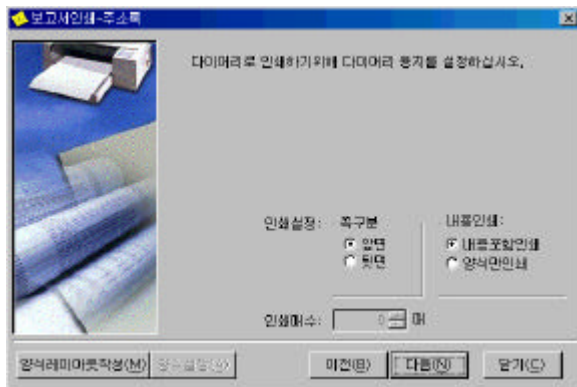 보고서인쇄-주소록
다이머리로 인쇄하기위해 다이머리 용지를 설정하십시오.
인쇄설정: 쪽구분
앞면
뒷면
내용인쇄:
내용포함인쇄
양식만인쇄
인쇄매수: 0 매
양식레이아웃작성(M)
이전(B) 다음(N) 닫기(C)